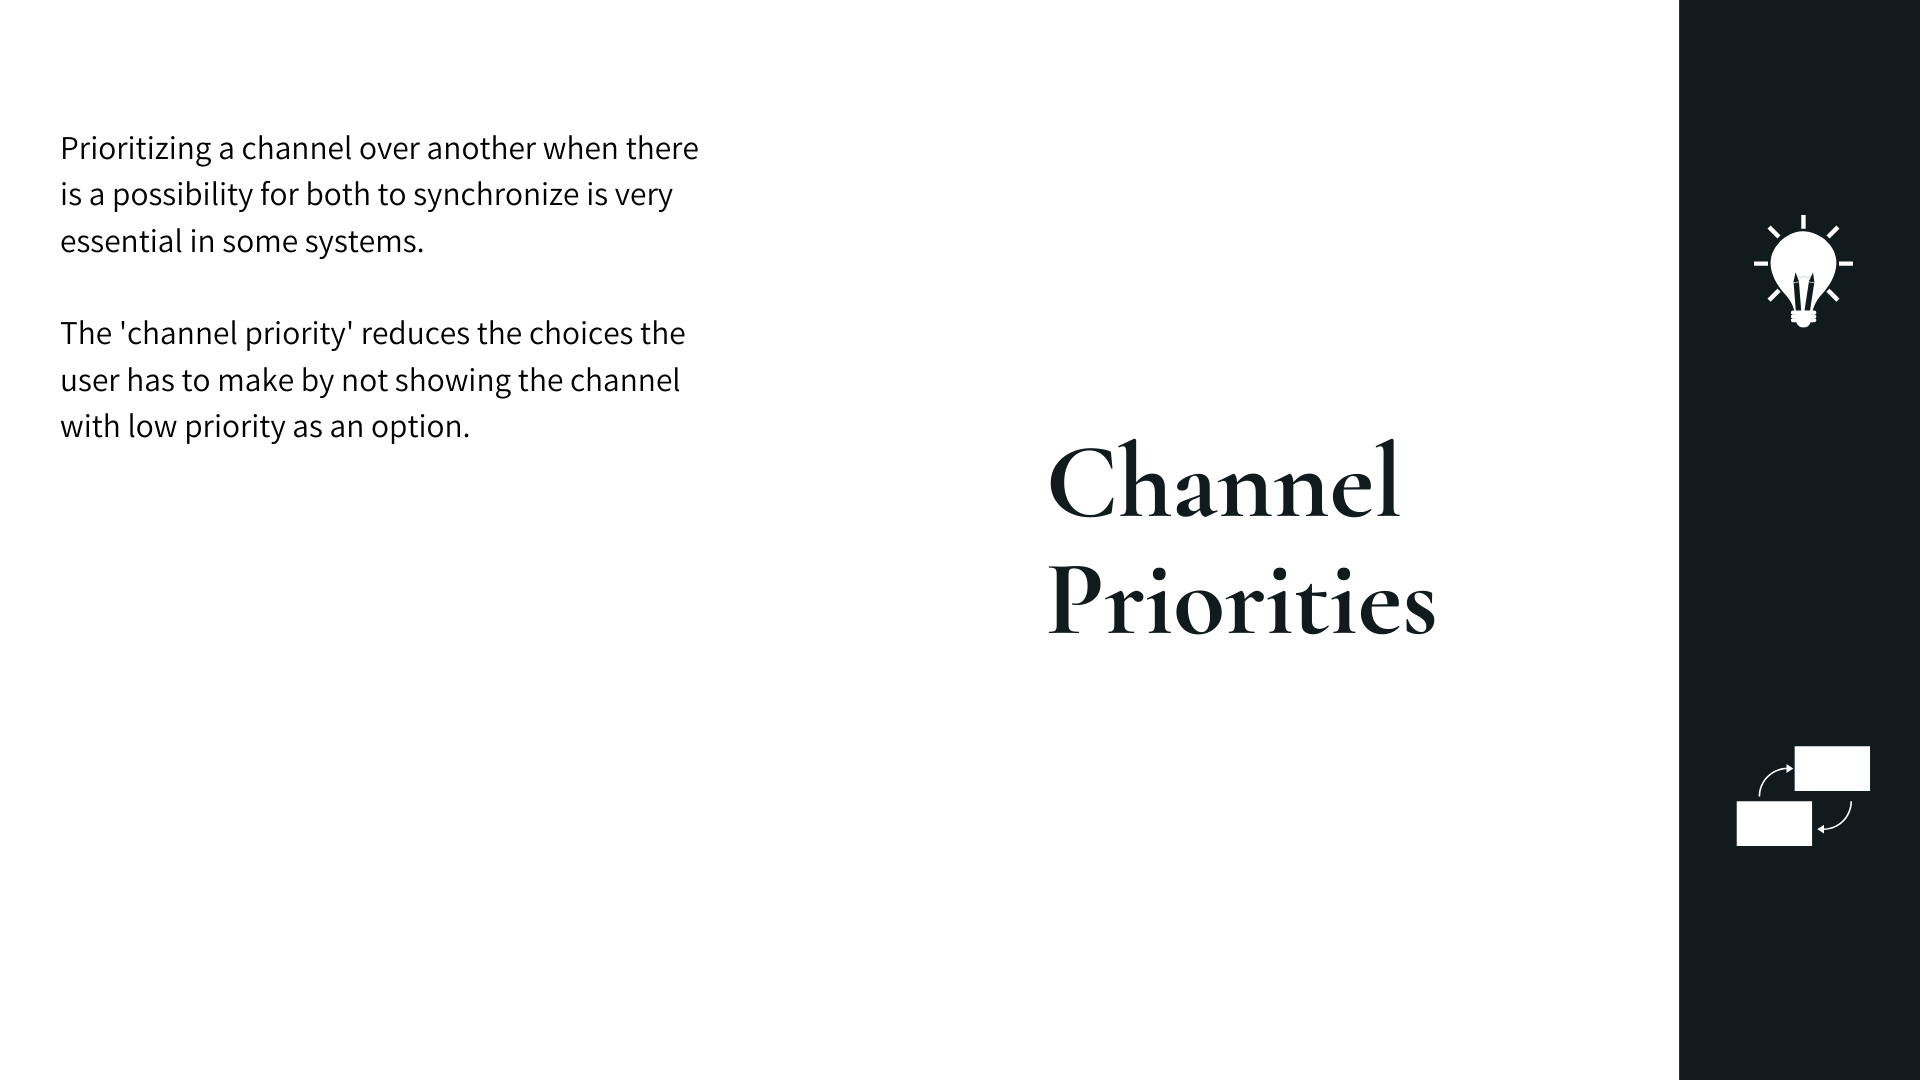 Prioritizing a channel over another when there
is a possibility for both to synchronize is very
essential in some systems.
The 'channel priority' reduces the choices the
user has to make by not showing the channel
with low priority as an option.
Channel
Priorities